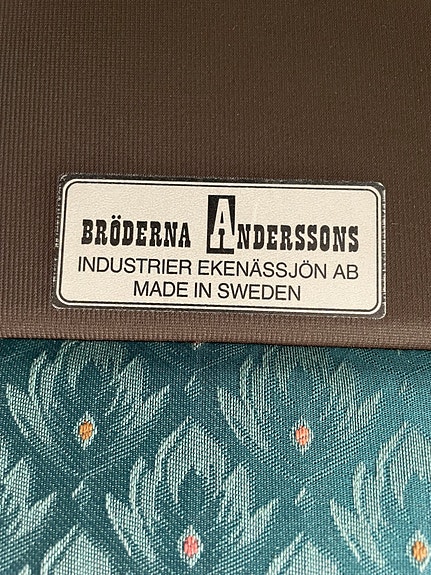 BRÖDERNA ANDERSSONS
INDUSTRIER EKENÄSSJÖN AB
MADE IN SWEDEN